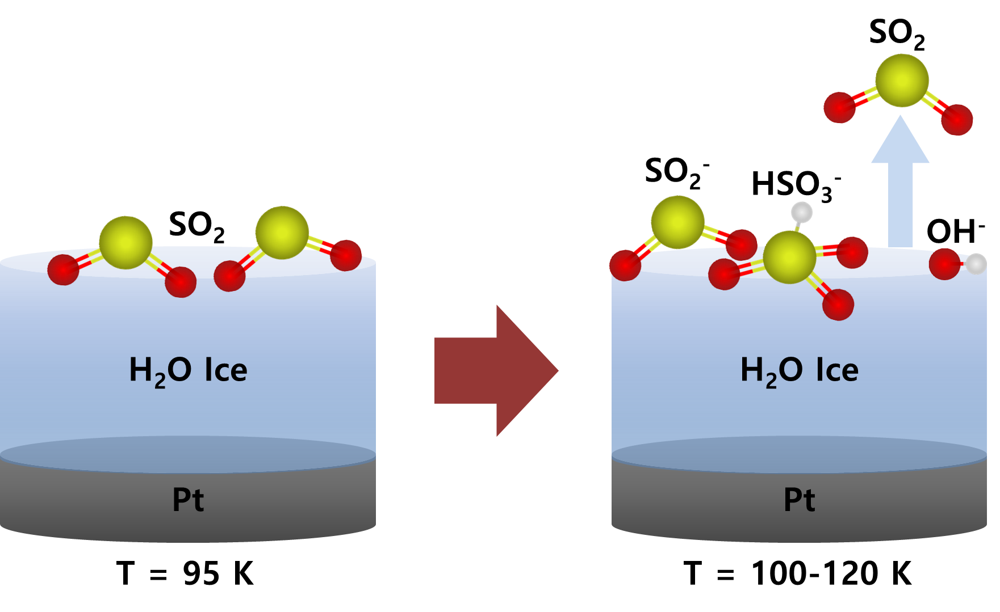 SO₂
H₂O Ice
Pt
T = 95 K
SO₂
SO₂⁻
HSO₃⁻
OH⁻
H₂O Ice
Pt
T = 100-120 K